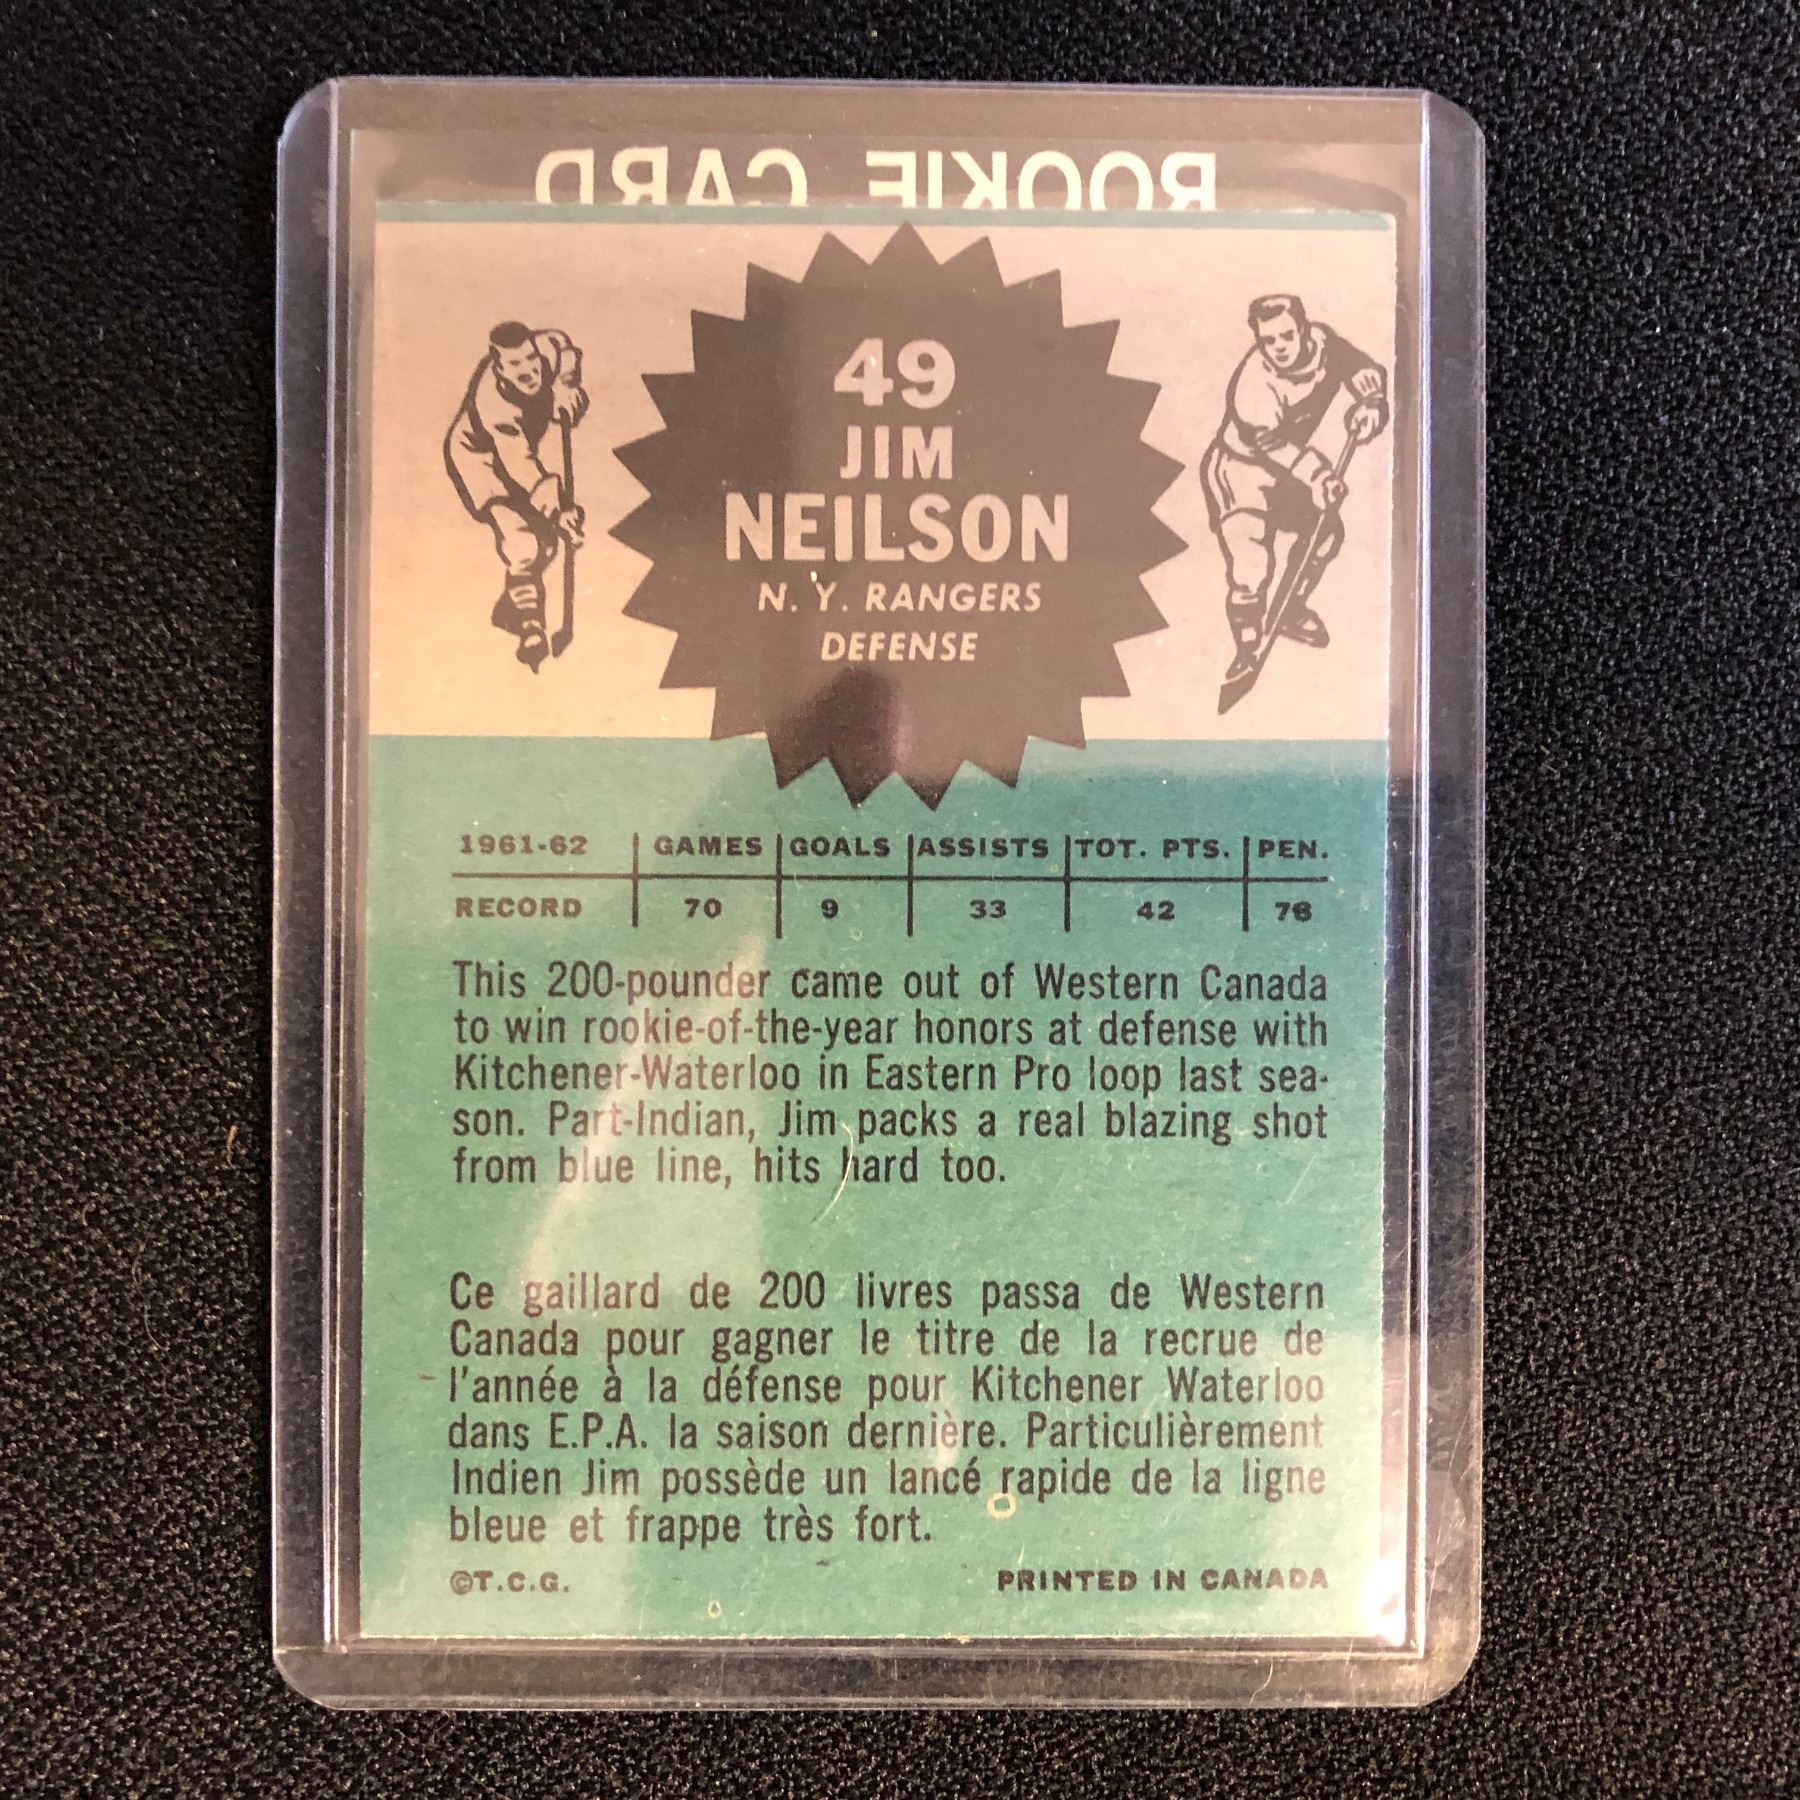 ROOKIE CARD
49
JIM
NEILSON
N. Y. RANGERS
DEFENSE
1961-62 GAMES GOALS ASSISTS TOT. PTS. PEN.
RECORD 70 9 33 42 78
This 200-pounder came out of Western Canada
to win rookie-of-the-year honors at defense with
Kitchener-Waterloo in Eastern Pro loop last sea-
son. Part-Indian, Jim packs a real blazing shot
from blue line, hits hard too.
Ce gaillard de 200 livres passa de Western
Canada pour gagner le titre de la recrue de
l'année à la défense pour Kitchener Waterloo
dans E.P.A. la saison dernière. Particulièrement
Indien Jim possède un lancé rapide de la ligne
bleue et frappe très fort.
©T.C.G. PRINTED IN CANADA